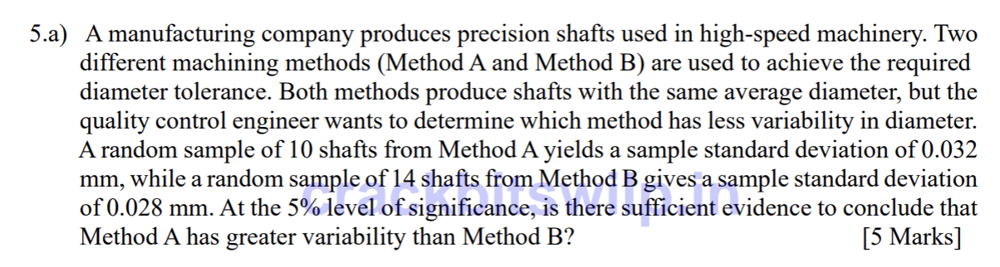 5.a) A manufacturing company produces precision shafts used in high-speed machinery. Two
different machining methods (Method A and Method B) are used to achieve the required
diameter tolerance. Both methods produce shafts with the same average diameter, but the
quality control engineer wants to determine which method has less variability in diameter.
A random sample of 10 shafts from Method A yields a sample standard deviation of 0.032
mm, while a random sample of 14 shafts from Method B gives a sample standard deviation
crackbitswilp.in
of 0.028 mm. At the 5% level of significance, is there sufficient evidence to conclude that
Method A has greater variability than Method B? [5 Marks]